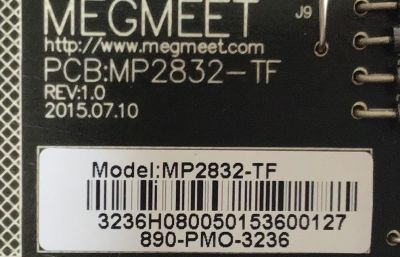 MEGMEET
J9
http://www.megmeet.com
PCB:MP2832-TF
REV:1.0
2015.07.10
Model:MP2832-TF
3236H080050153600127
890-PMO-3236